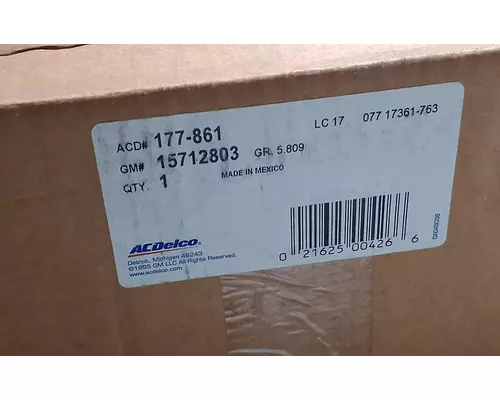 ACD# 177-861 LC 17 077 17361-763
GM# 15712803 GR. 5.809
QTY. 1 MADE IN MEXICO
ACDelco
Detroit, Michigan 48243
©1995 GM LLC All Rights Reserved.
www.acdelco.com
0 21625 00426 6